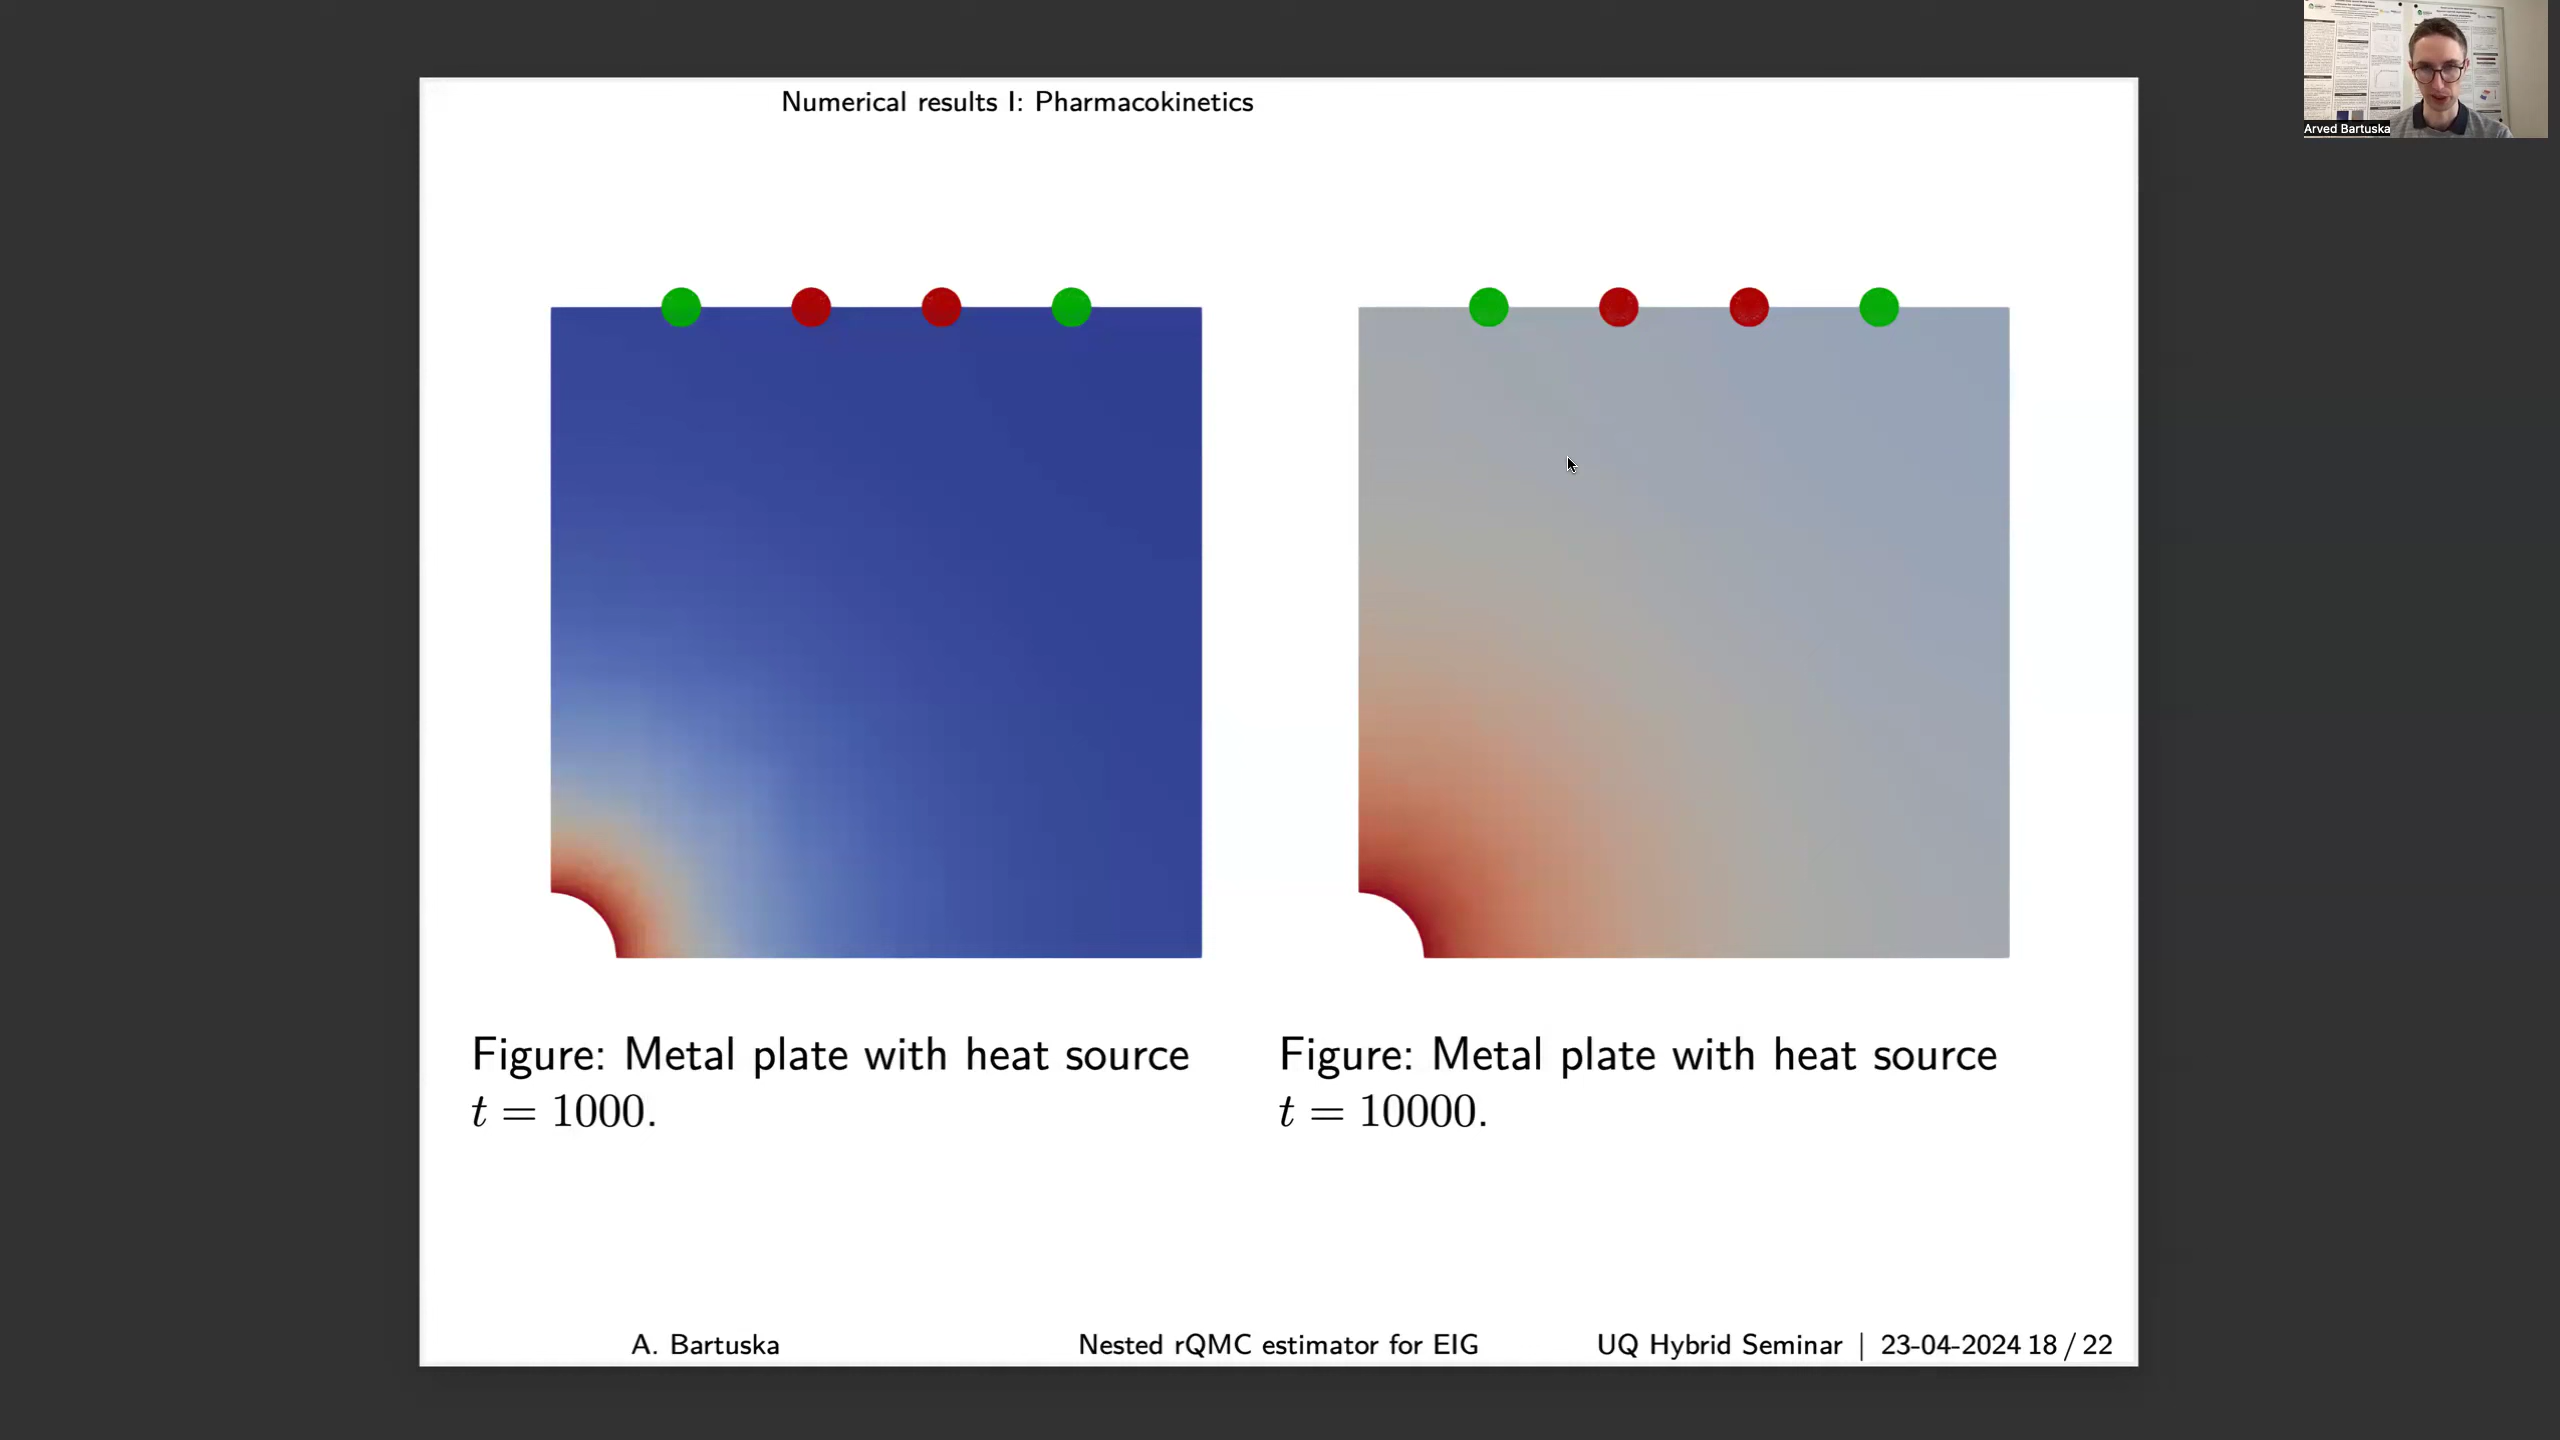 Numerical results I: Pharmacokinetics
Arved Bartuska
Figure: Metal plate with heat source
t = 1000.
Figure: Metal plate with heat source
t = 10000.
A. Bartuska
Nested rQMC estimator for EIG
UQ Hybrid Seminar | 23-04-2024 18 / 22